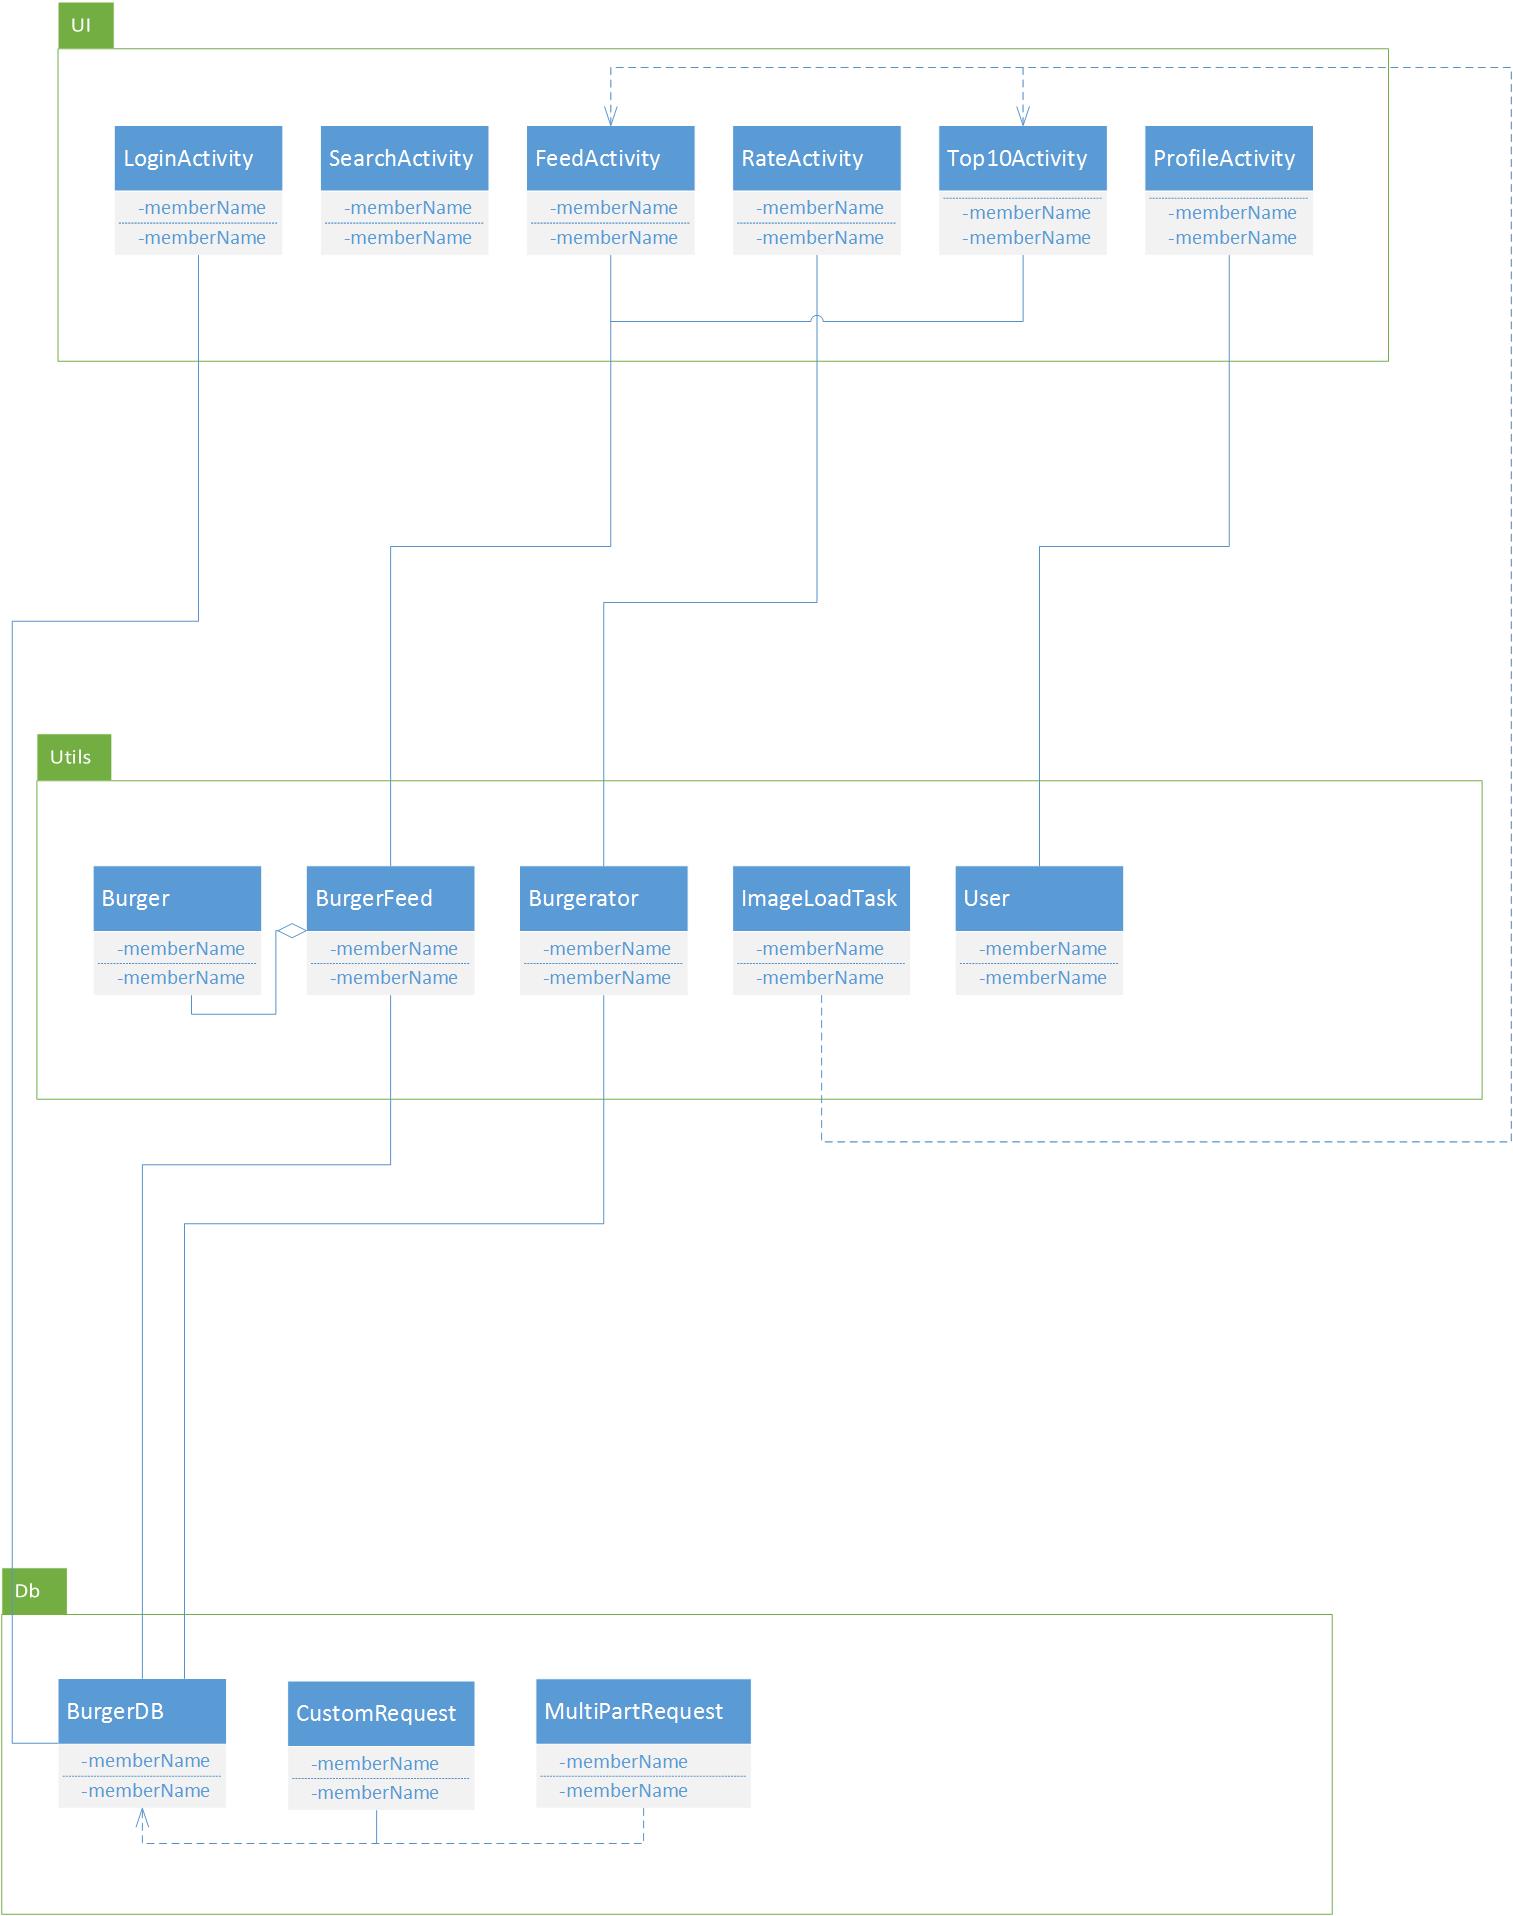 UI
LoginActivity
-memberName
-memberName
SearchActivity
-memberName
-memberName
FeedActivity
-memberName
-memberName
RateActivity
-memberName
-memberName
Top10Activity
-memberName
-memberName
ProfileActivity
-memberName
-memberName
Utils
Burger
-memberName
-memberName
BurgerFeed
-memberName
-memberName
Burgerator
-memberName
-memberName
ImageLoadTask
-memberName
-memberName
User
-memberName
-memberName
Db
BurgerDB
-memberName
-memberName
CustomRequest
-memberName
-memberName
MultiPartRequest
-memberName
-memberName